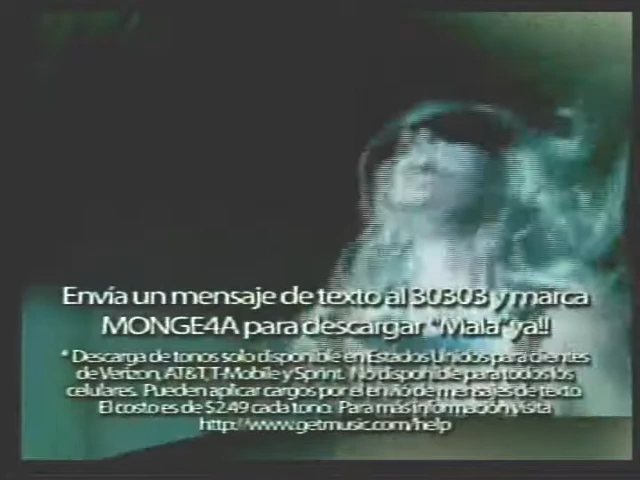 Envía un mensaje de texto al 30303 y marca
MONGE4A para descargar "Mala" ya!!
* Descarga de tonos solo disponible en Estados Unidos para clientes
de Verizon, AT&T, T-Mobile y Sprint. No disponible para todos los
celulares. Pueden aplicar cargos por el envío de mensajes de texto.
El costo es de $2.49 cada tono. Para más información visita
http://www.getmusic.com/help